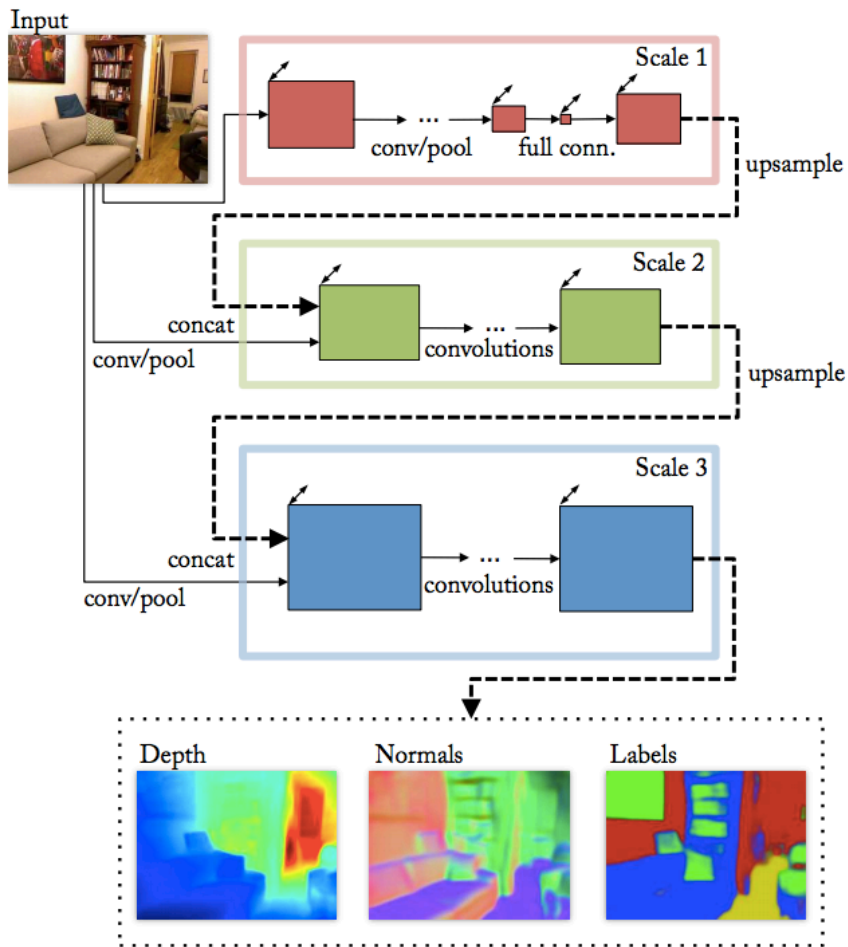 Input
Scale 1
...
conv/pool
full conn.
upsample
Scale 2
concat
...
conv/pool
convolutions
upsample
Scale 3
concat
...
conv/pool
convolutions
Depth
Normals
Labels